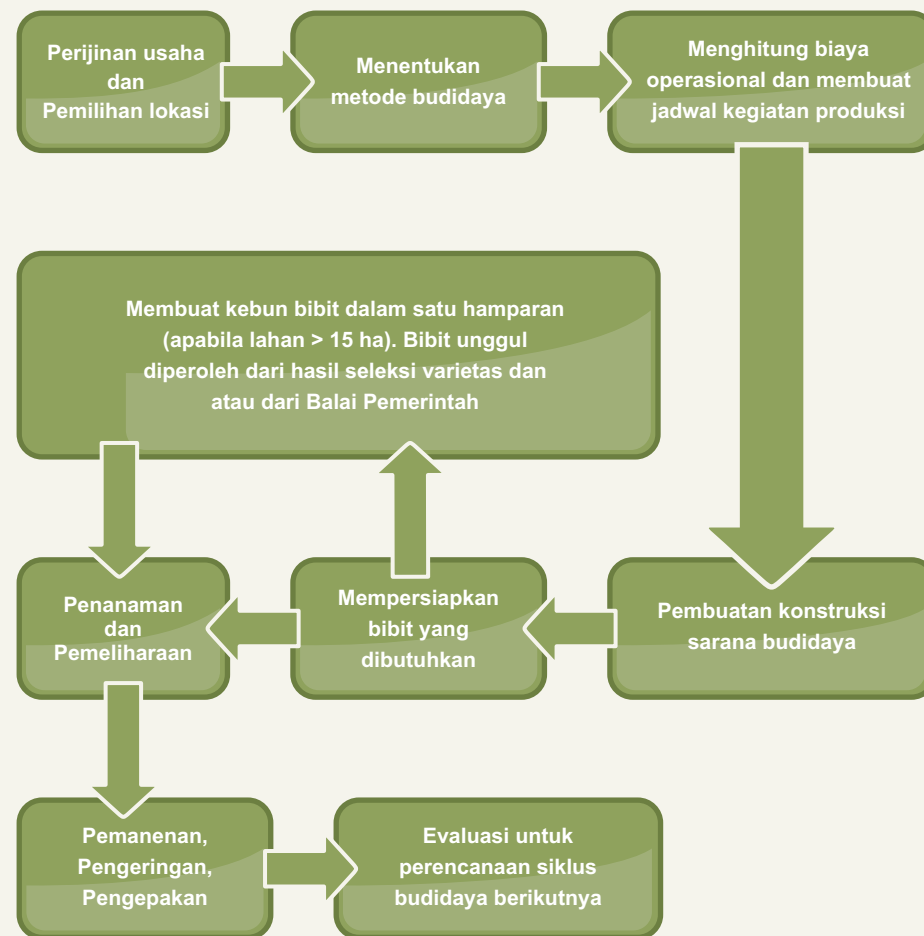 Perijinan usaha
dan
Pemilihan lokasi
Menentukan
metode budidaya
Menghitung biaya
operasional dan membuat
jadwal kegiatan produksi
Membuat kebun bibit dalam satu hamparan
(apabila lahan > 15 ha). Bibit unggul
diperoleh dari hasil seleksi varietas dan
atau dari Balai Pemerintah
Penanaman
dan
Pemeliharaan
Mempersiapkan
bibit yang
dibutuhkan
Pembuatan konstruksi
sarana budidaya
Pemanenan,
Pengeringan,
Pengepakan
Evaluasi untuk
perencanaan siklus
budidaya berikutnya